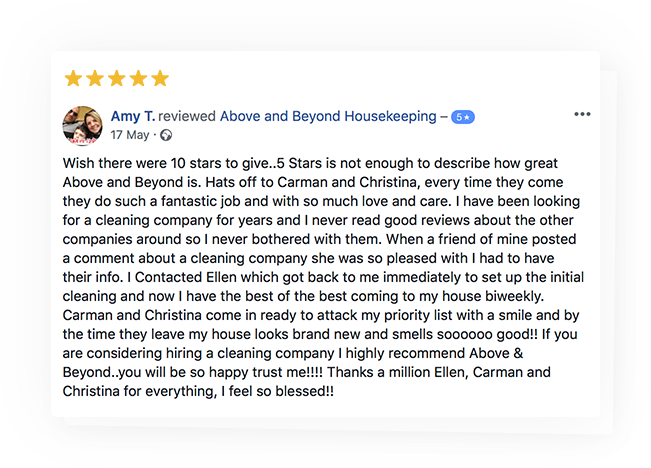 Amy T. reviewed Above and Beyond Housekeeping – 5★
17 May ·
Wish there were 10 stars to give..5 Stars is not enough to describe how great
Above and Beyond is. Hats off to Carman and Christina, every time they come
they do such a fantastic job and with so much love and care. I have been looking
for a cleaning company for years and I never read good reviews about the other
companies around so I never bothered with them. When a friend of mine posted
a comment about a cleaning company she was so pleased with I had to have
their info. I Contacted Ellen which got back to me immediately to set up the initial
cleaning and now I have the best of the best coming to my house biweekly.
Carman and Christina come in ready to attack my priority list with a smile and by
the time they leave my house looks brand new and smells soooooo good!! If you
are considering hiring a cleaning company I highly recommend Above &
Beyond..you will be so happy trust me!!!! Thanks a million Ellen, Carman and
Christina for everything, I feel so blessed!!